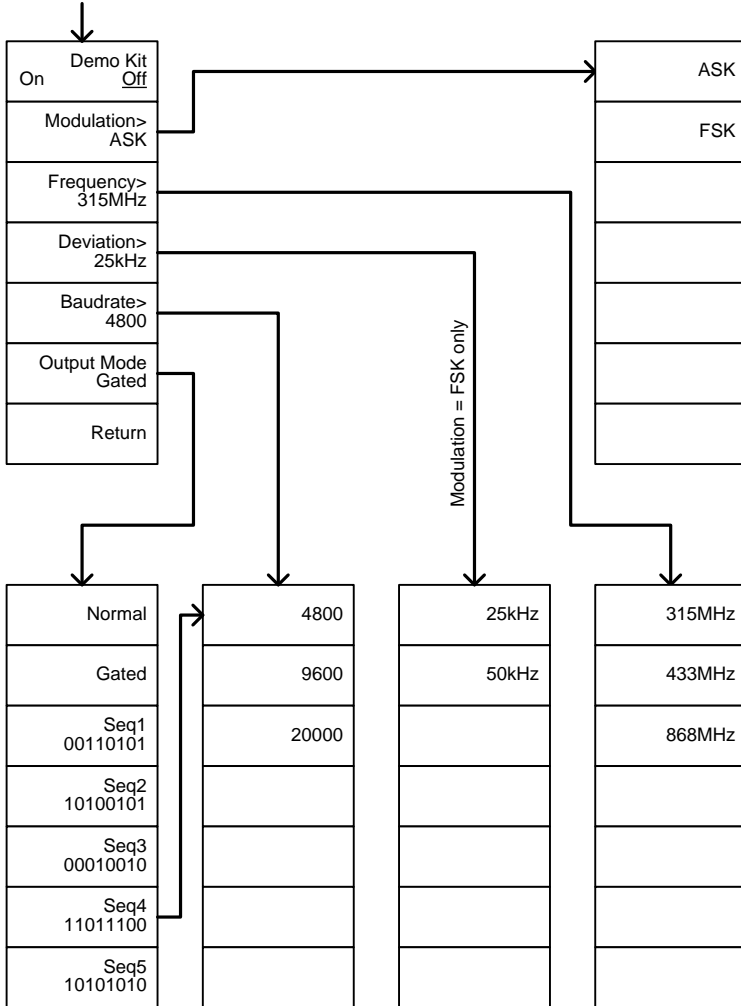 Demo Kit
On Off
Modulation>
ASK
Frequency>
315MHz
Deviation>
25kHz
Baudrate>
4800
Output Mode
Gated
Return
ASK
FSK
Modulation = FSK only
Normal
Gated
Seq1
00110101
Seq2
10100101
Seq3
00010010
Seq4
11011100
Seq5
10101010
4800
9600
20000
25kHz
50kHz
315MHz
433MHz
868MHz